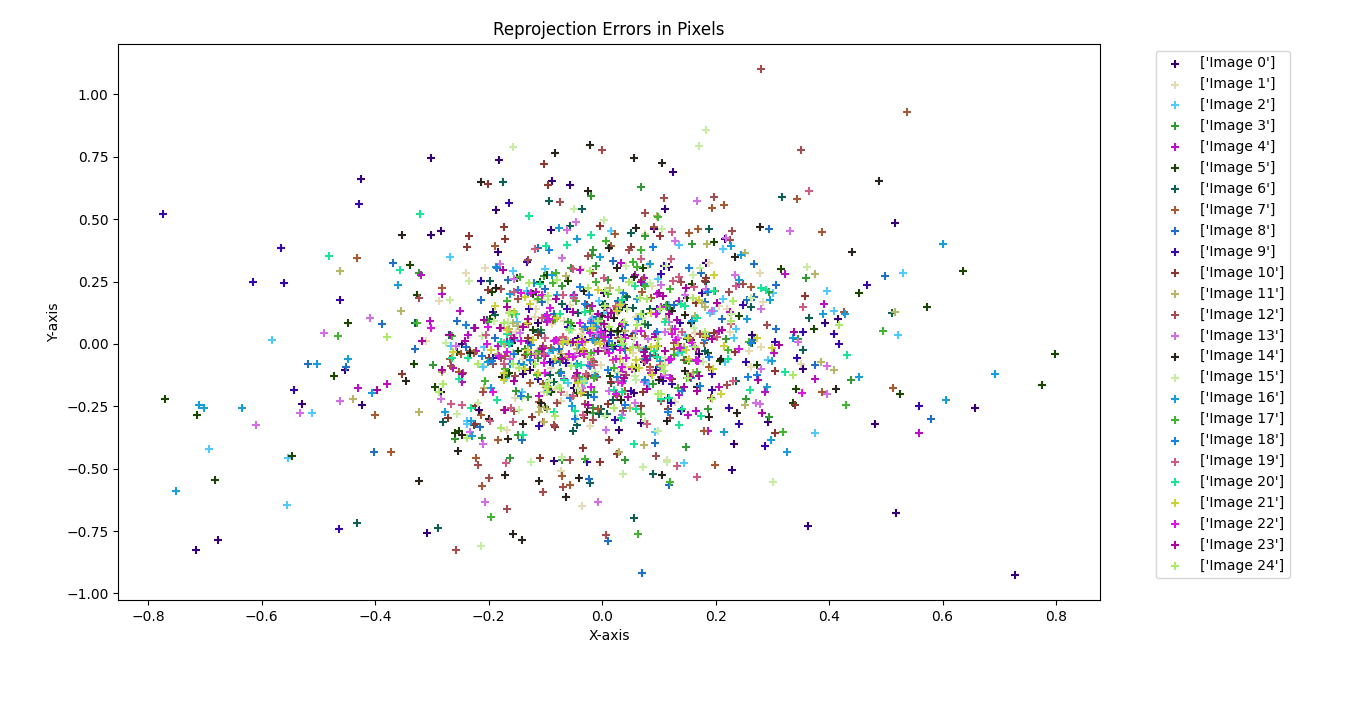 Reprojection Errors in Pixels
1.00
0.75
0.50
0.25
0.00
−0.25
−0.50
−0.75
−1.00
Y-axis
−0.8 −0.6 −0.4 −0.2 0.0 0.2 0.4 0.6 0.8
X-axis
['Image 0']
['Image 1']
['Image 2']
['Image 3']
['Image 4']
['Image 5']
['Image 6']
['Image 7']
['Image 8']
['Image 9']
['Image 10']
['Image 11']
['Image 12']
['Image 13']
['Image 14']
['Image 15']
['Image 16']
['Image 17']
['Image 18']
['Image 19']
['Image 20']
['Image 21']
['Image 22']
['Image 23']
['Image 24']